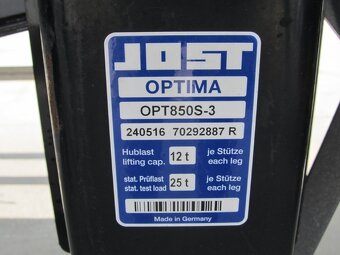 JOST
OPTIMA
OPT850S-3
240516 70292887 R
Hublast 12 t je Stütze
lifting cap. each leg
stat. Prüflast 25 t je Stütze
stat. test load each leg
Made in Germany